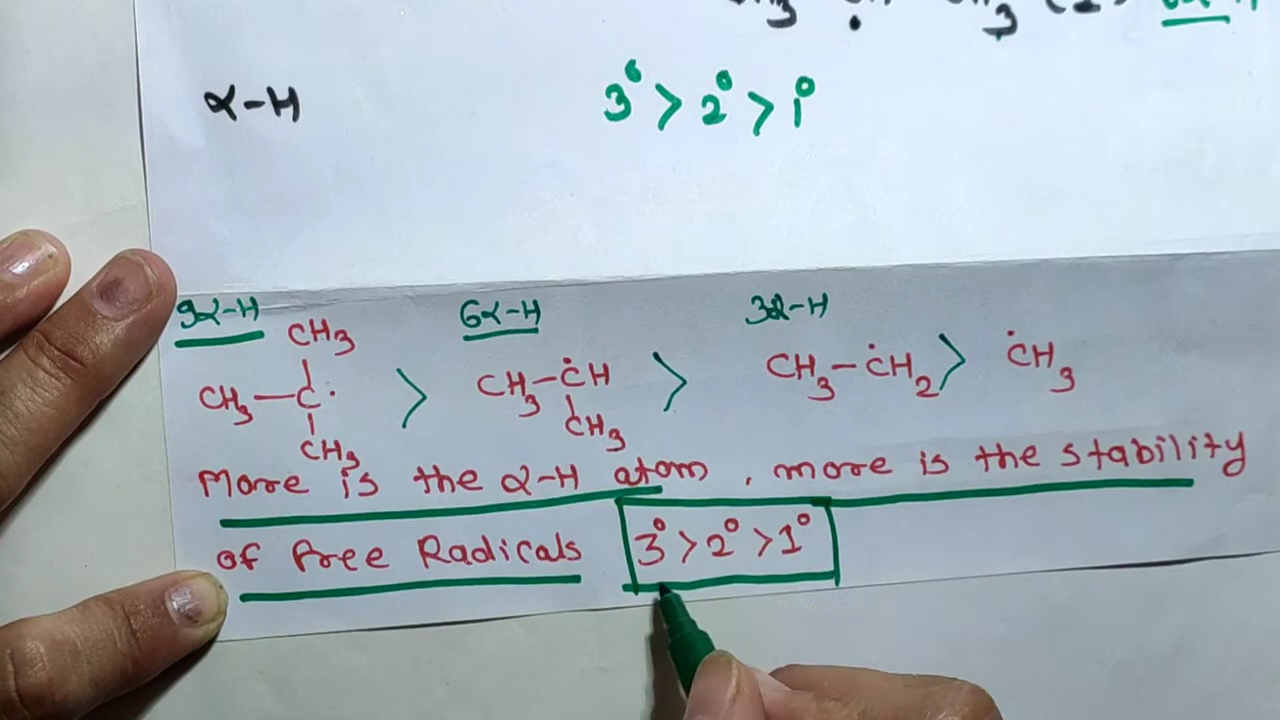 α-H
3° > 2° > 1°
9α-H 6α-H 3α-H
CH3
CH3—C· > CH3—ĊH > CH3—ĊH2 > ĊH3
CH3 CH3
More is the α-H atom, more is the stability
of free Radicals 3° > 2° > 1°